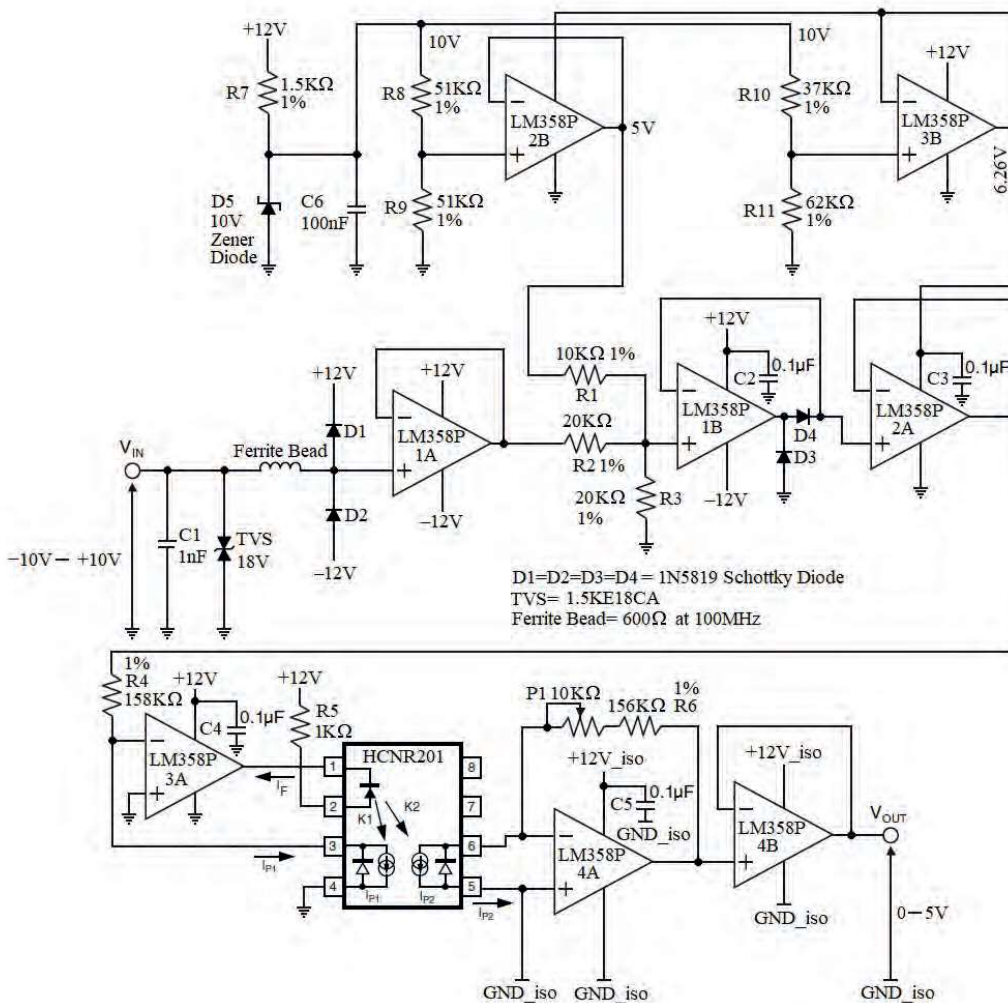 +12V
R7
1.5KΩ
1%
D5
10V
Zener
Diode
C6
100nF
10V
R8
51KΩ
1%
R9
51KΩ
1%
−
+
LM358P
2B
5V
10V
R10
37KΩ
1%
R11
62KΩ
1%
+12V
−
+
LM358P
3B
6.26V
VIN
−10V− +10V
C1
1nF
TVS
18V
Ferrite Bead
+12V
D1
D2
−12V
+12V
−
+
LM358P
1A
−12V
10KΩ 1%
R1
20KΩ
R2 1%
20KΩ
1%
R3
+12V
C2
0.1µF
−
+
LM358P
1B
−12V
D4
D3
C3
0.1µF
−
+
LM358P
2A
D1=D2=D3=D4= 1N5819 Schottky Diode
TVS= 1.5KE18CA
Ferrite Bead= 600Ω at 100MHz
1%
R4
158KΩ
+12V
C4
0.1µF
−
+
LM358P
3A
+12V
R5
1KΩ
IF
IP1
HCNR201
1
2
3
4
8
7
6
5
K1
K2
IP1
IP2
IP2
P1 10KΩ
1%
156KΩ R6
+12V_iso
C5
0.1µF
GND_iso
−
+
LM358P
4A
GND_iso
GND_iso
+12V_iso
−
+
LM358P
4B
GND_iso
VOUT
0−5V
GND_iso